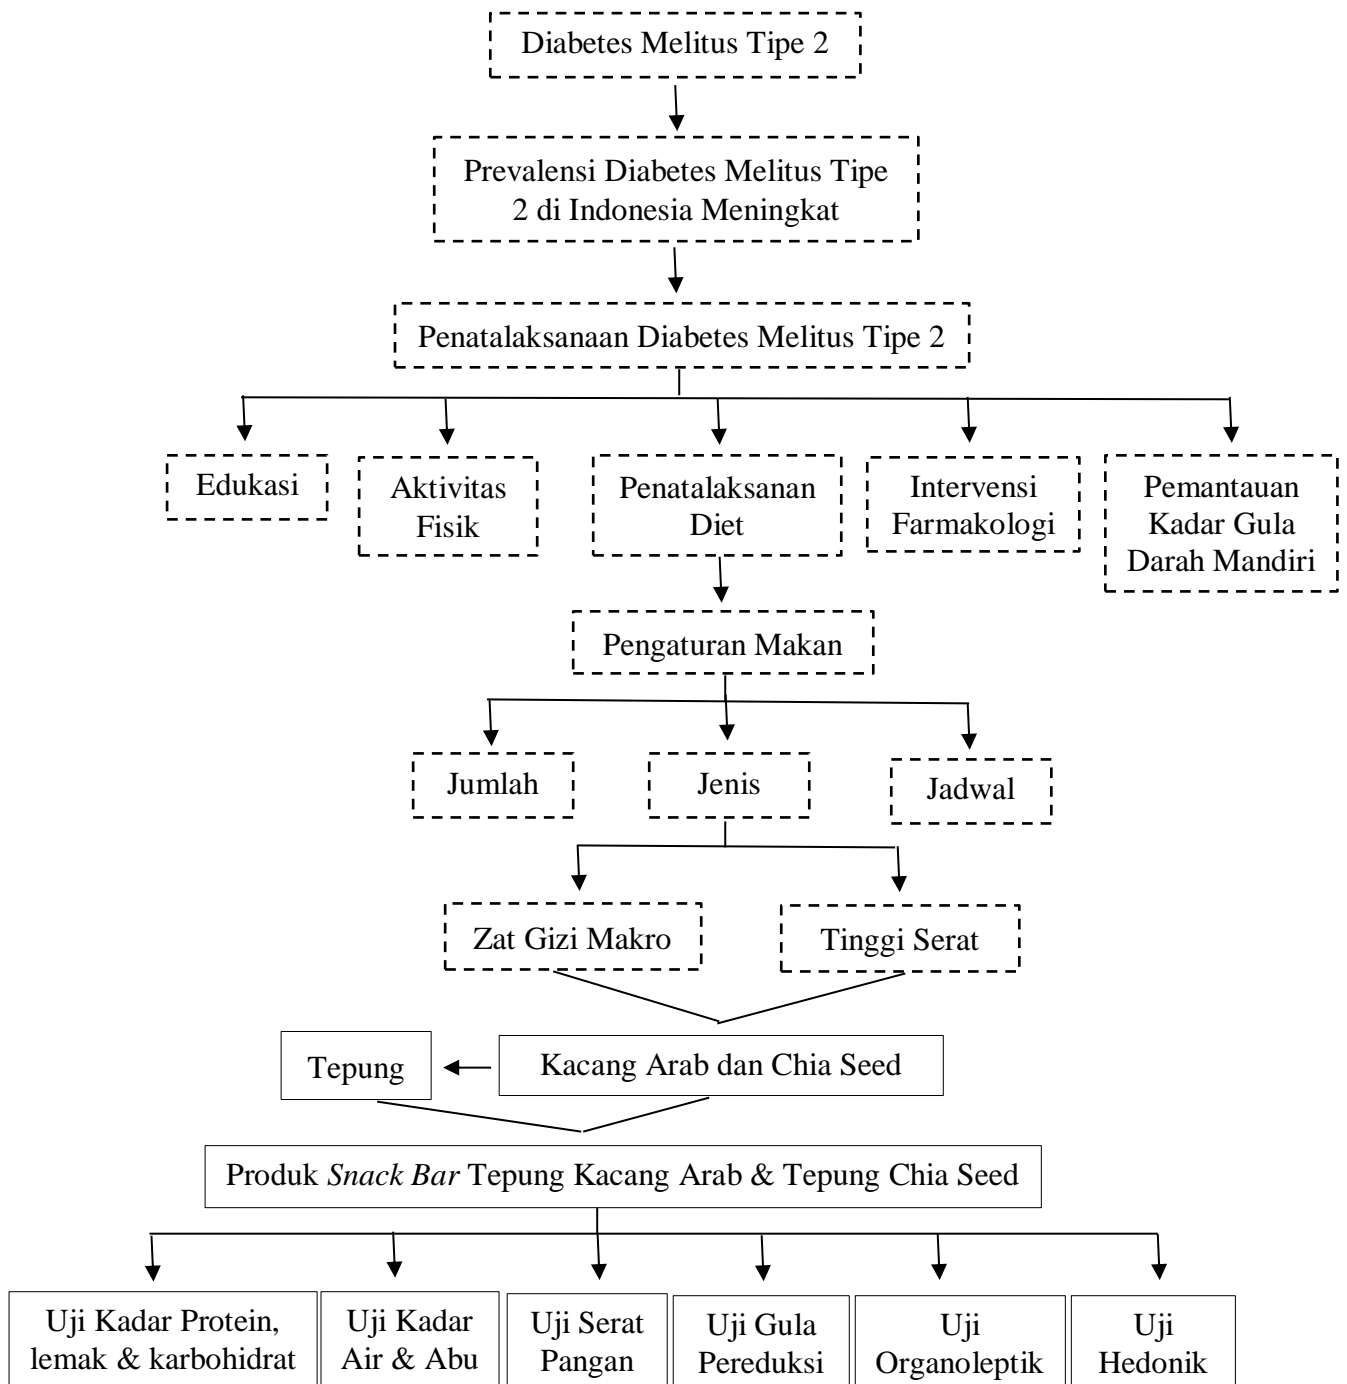 Diabetes Melitus Tipe 2
Prevalensi Diabetes Melitus Tipe
2 di Indonesia Meningkat
Penatalaksanaan Diabetes Melitus Tipe 2
Edukasi
Aktivitas
Fisik
Penatalaksanan
Diet
Intervensi
Farmakologi
Pemantauan
Kadar Gula
Darah Mandiri
Pengaturan Makan
Jumlah
Jenis
Jadwal
Zat Gizi Makro
Tinggi Serat
Tepung
Kacang Arab dan Chia Seed
Produk Snack Bar Tepung Kacang Arab & Tepung Chia Seed
Uji Kadar Protein,
lemak & karbohidrat
Uji Kadar
Air & Abu
Uji Serat
Pangan
Uji Gula
Pereduksi
Uji
Organoleptik
Uji
Hedonik